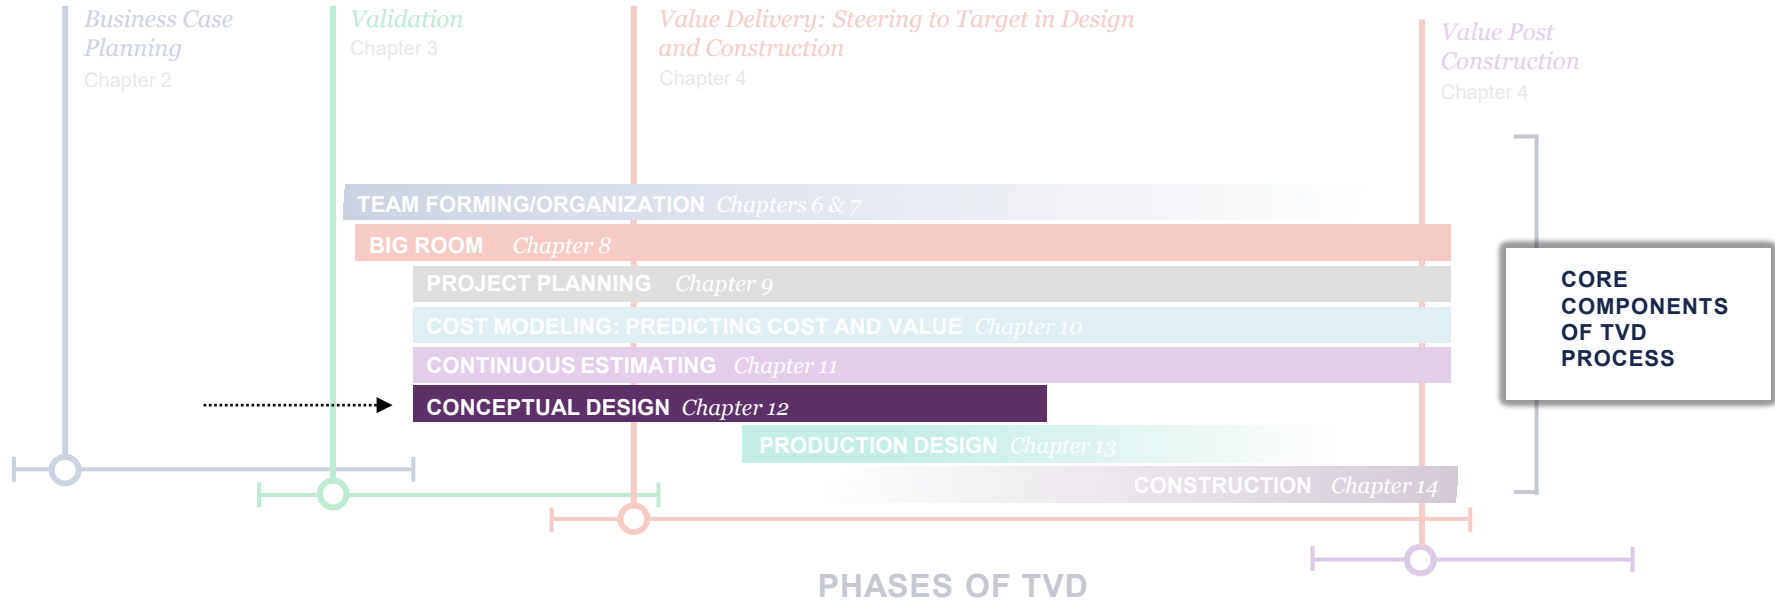 Business Case
Planning
Chapter 2
Validation
Chapter 3
Value Delivery: Steering to Target in Design
and Construction
Chapter 4
Value Post
Construction
Chapter 4
TEAM FORMING/ORGANIZATION Chapters 6 & 7
BIG ROOM Chapter 8
PROJECT PLANNING Chapter 9
COST MODELING: PREDICTING COST AND VALUE Chapter 10
CONTINUOUS ESTIMATING Chapter 11
CONCEPTUAL DESIGN Chapter 12
PRODUCTION DESIGN Chapter 13
CONSTRUCTION Chapter 14
CORE
COMPONENTS
OF TVD
PROCESS
PHASES OF TVD